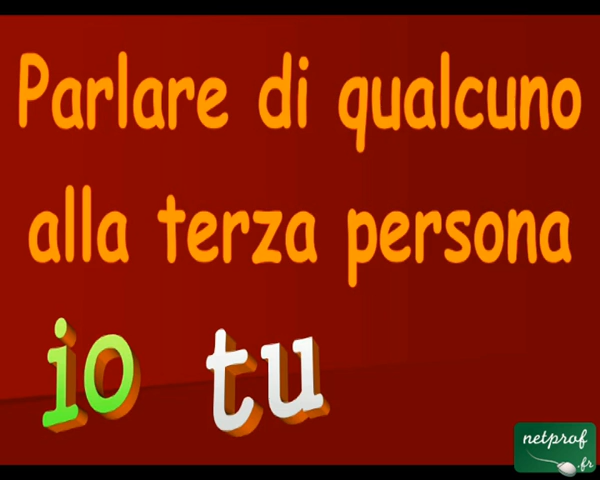 Parlare di qualcuno
alla terza persona
io tu
netprof
.fr